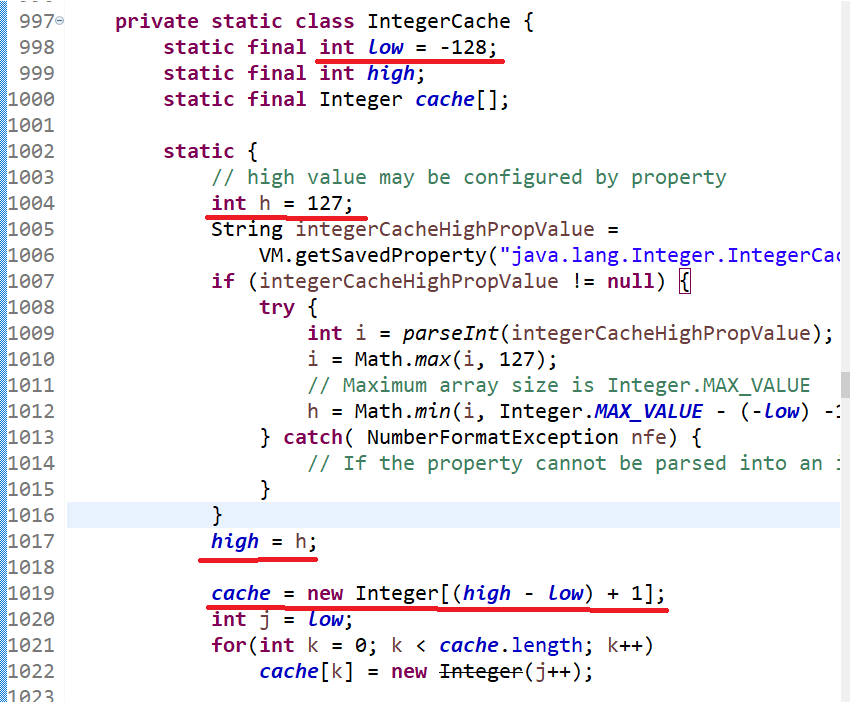 997 private static class IntegerCache {
998 static final int low = -128;
999 static final int high;
1000 static final Integer cache[];
1001
1002 static {
1003 // high value may be configured by property
1004 int h = 127;
1005 String integerCacheHighPropValue =
1006 VM.getSavedProperty("java.lang.Integer.IntegerCac
1007 if (integerCacheHighPropValue != null) {
1008 try {
1009 int i = parseInt(integerCacheHighPropValue);
1010 i = Math.max(i, 127);
1011 // Maximum array size is Integer.MAX_VALUE
1012 h = Math.min(i, Integer.MAX_VALUE - (-low) -1
1013 } catch( NumberFormatException nfe) {
1014 // If the property cannot be parsed into an i
1015 }
1016 }
1017 high = h;
1018
1019 cache = new Integer[(high - low) + 1];
1020 int j = low;
1021 for(int k = 0; k < cache.length; k++)
1022 cache[k] = new Integer(j++);
1023